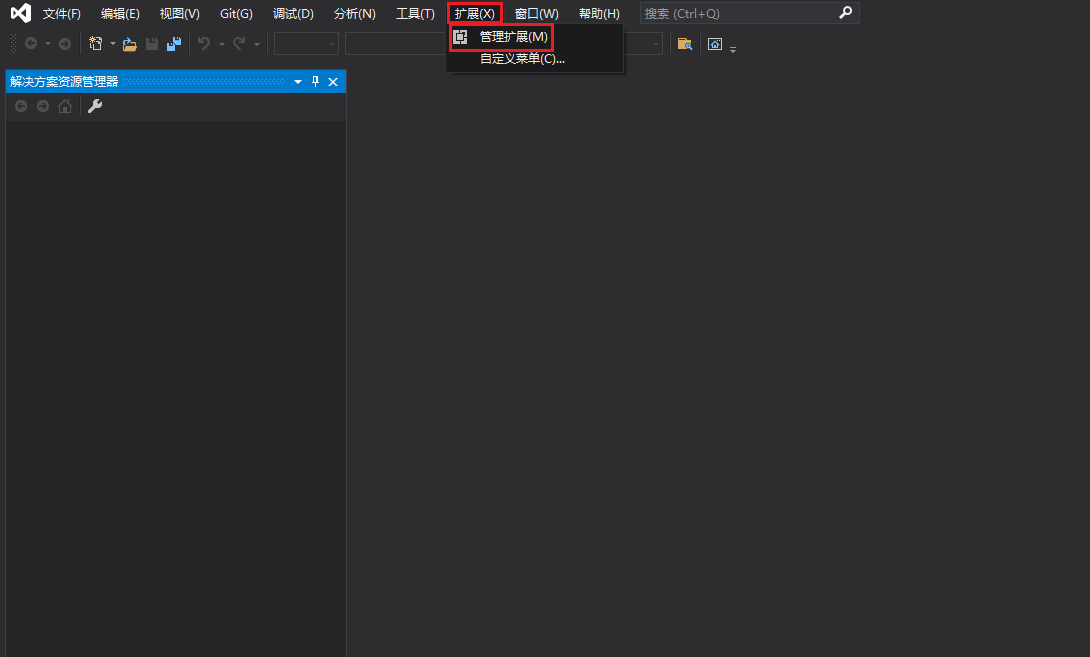 文件(F) 编辑(E) 视图(V) Git(G) 调试(D) 分析(N) 工具(T) 扩展(X) 窗口(W) 帮助(H) 搜索 (Ctrl+Q)
管理扩展(M)
自定义菜单(C)...
解决方案资源管理器